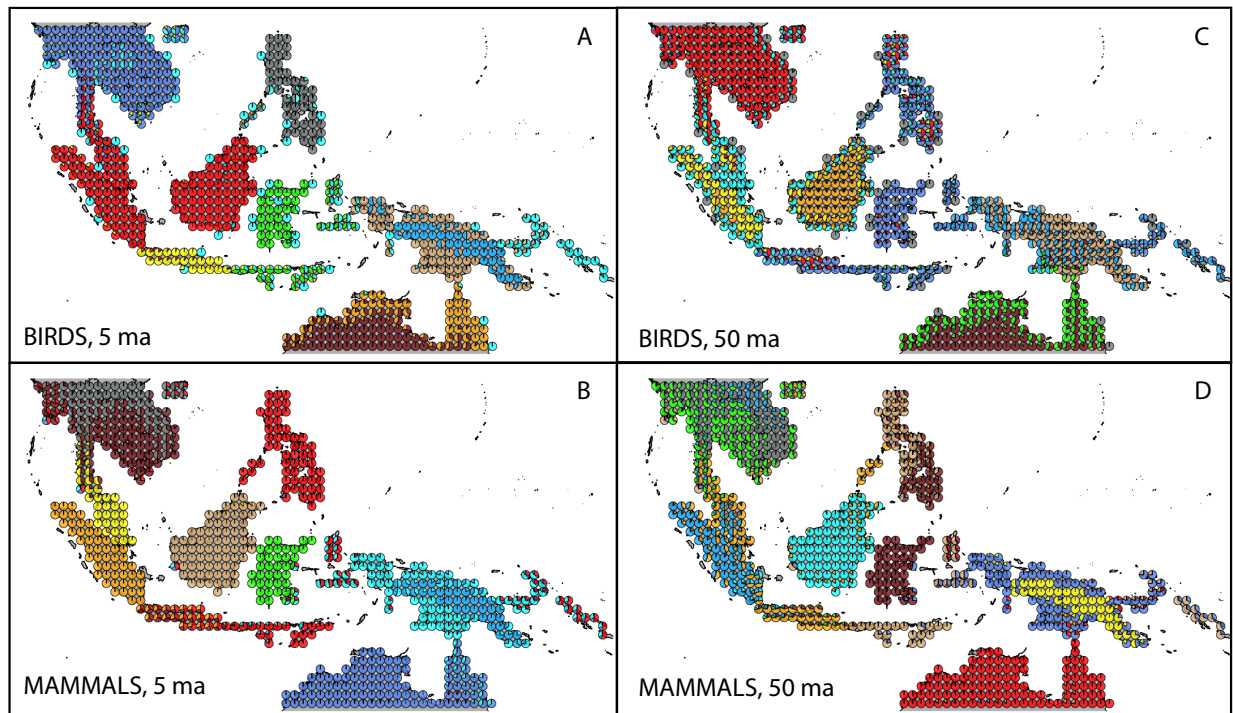 A
BIRDS, 5 ma
C
BIRDS, 50 ma
B
MAMMALS, 5 ma
D
MAMMALS, 50 ma